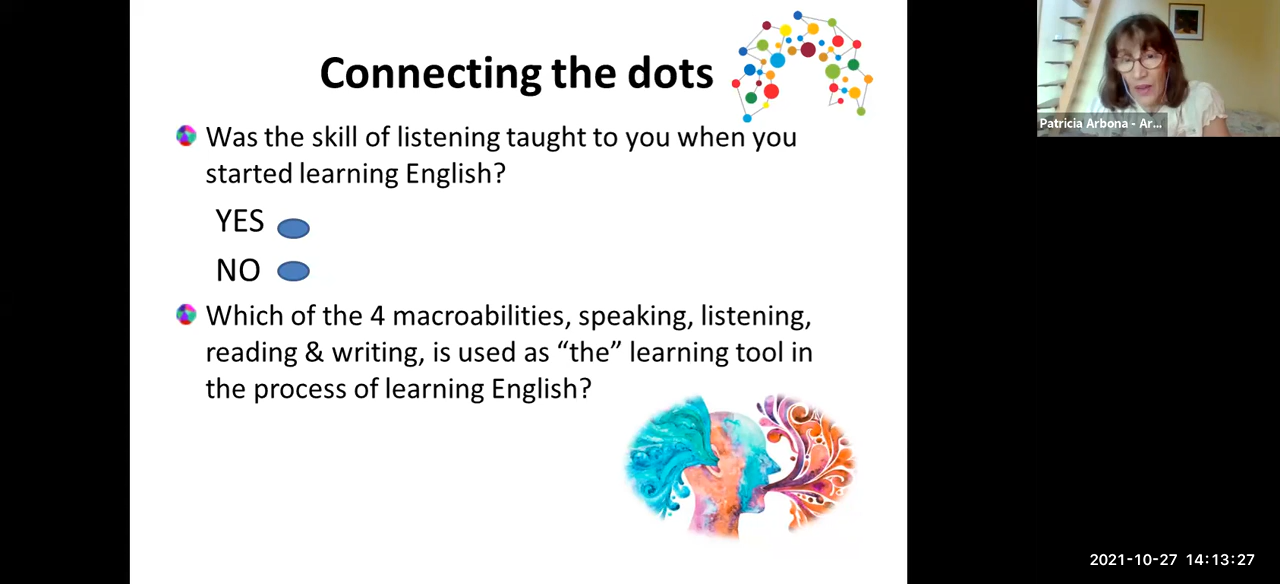 Connecting the dots
Was the skill of listening taught to you when you
started learning English?
YES
NO
Which of the 4 macroabilities, speaking, listening,
reading & writing, is used as “the” learning tool in
the process of learning English?
Patricia Arbona - Ar...
2021-10-27 14:13:27